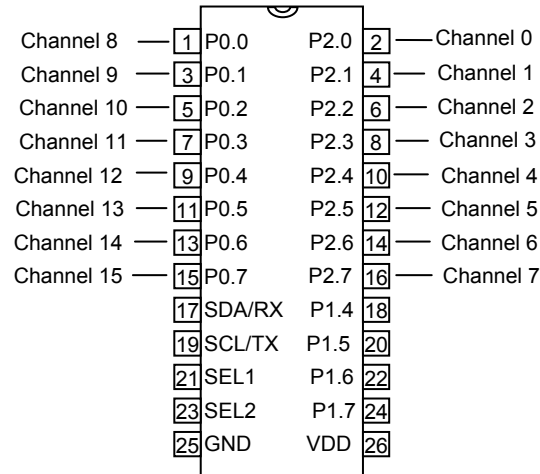 Channel 8 1 P0.0 P2.0 2 Channel 0
Channel 9 3 P0.1 P2.1 4 Channel 1
Channel 10 5 P0.2 P2.2 6 Channel 2
Channel 11 7 P0.3 P2.3 8 Channel 3
Channel 12 9 P0.4 P2.4 10 Channel 4
Channel 13 11 P0.5 P2.5 12 Channel 5
Channel 14 13 P0.6 P2.6 14 Channel 6
Channel 15 15 P0.7 P2.7 16 Channel 7
17 SDA/RX P1.4 18
19 SCL/TX P1.5 20
21 SEL1 P1.6 22
23 SEL2 P1.7 24
25 GND VDD 26